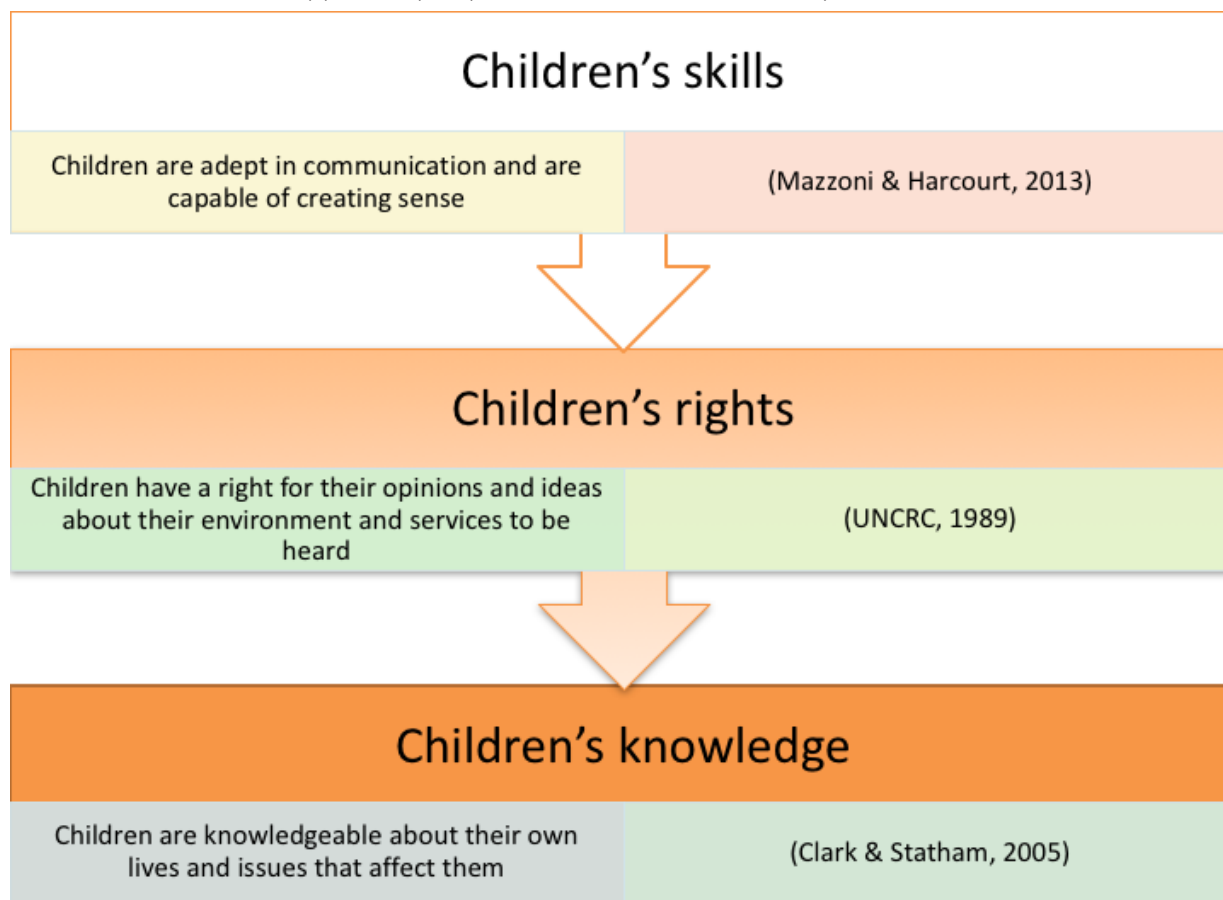 Children’s skills
Children are adept in communication and are
capable of creating sense
(Mazzoni & Harcourt, 2013)
Children’s rights
Children have a right for their opinions and ideas
about their environment and services to be
heard
(UNCRC, 1989)
Children’s knowledge
Children are knowledgeable about their own
lives and issues that affect them
(Clark & Statham, 2005)